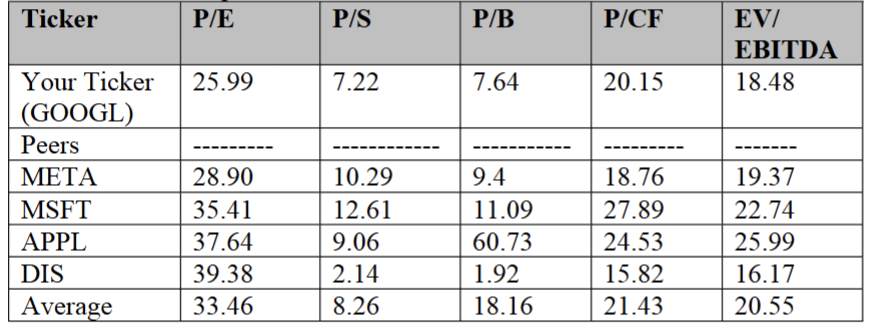 Ticker P/E P/S P/B P/CF EV/
EBITDA
Your Ticker 25.99 7.22 7.64 20.15 18.48
(GOOGL)
Peers --------- ------------ ----------- --------- -------
META 28.90 10.29 9.4 18.76 19.37
MSFT 35.41 12.61 11.09 27.89 22.74
APPL 37.64 9.06 60.73 24.53 25.99
DIS 39.38 2.14 1.92 15.82 16.17
Average 33.46 8.26 18.16 21.43 20.55